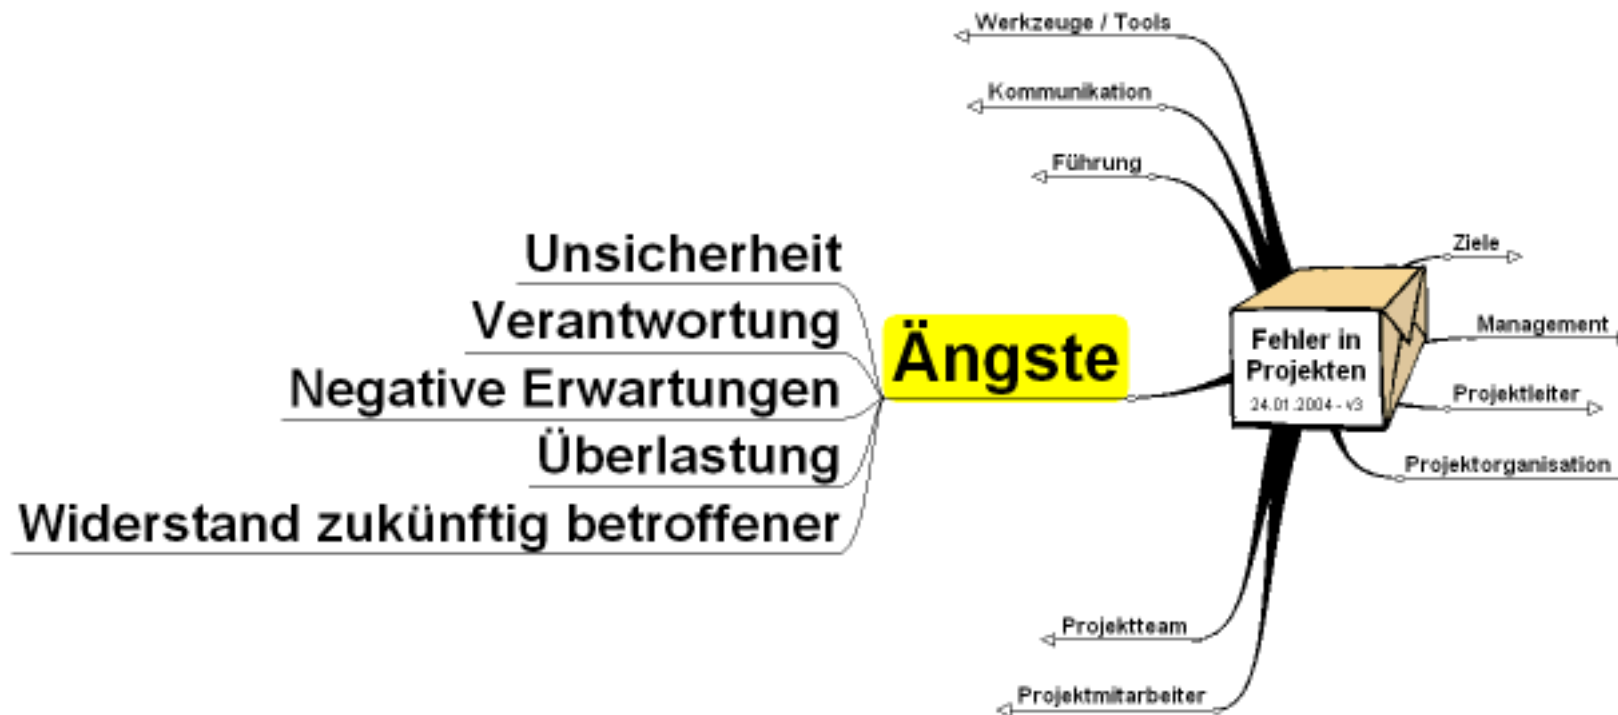 Werkzeuge / Tools
Kommunikation
Führung
Unsicherheit
Verantwortung
Negative Erwartungen
Überlastung
Widerstand zukünftig betroffener
Ängste
Fehler in
Projekten
24.01.2004 - v3
Ziele
Management
Projektleiter
Projektorganisation
Projektteam
Projektmitarbeiter